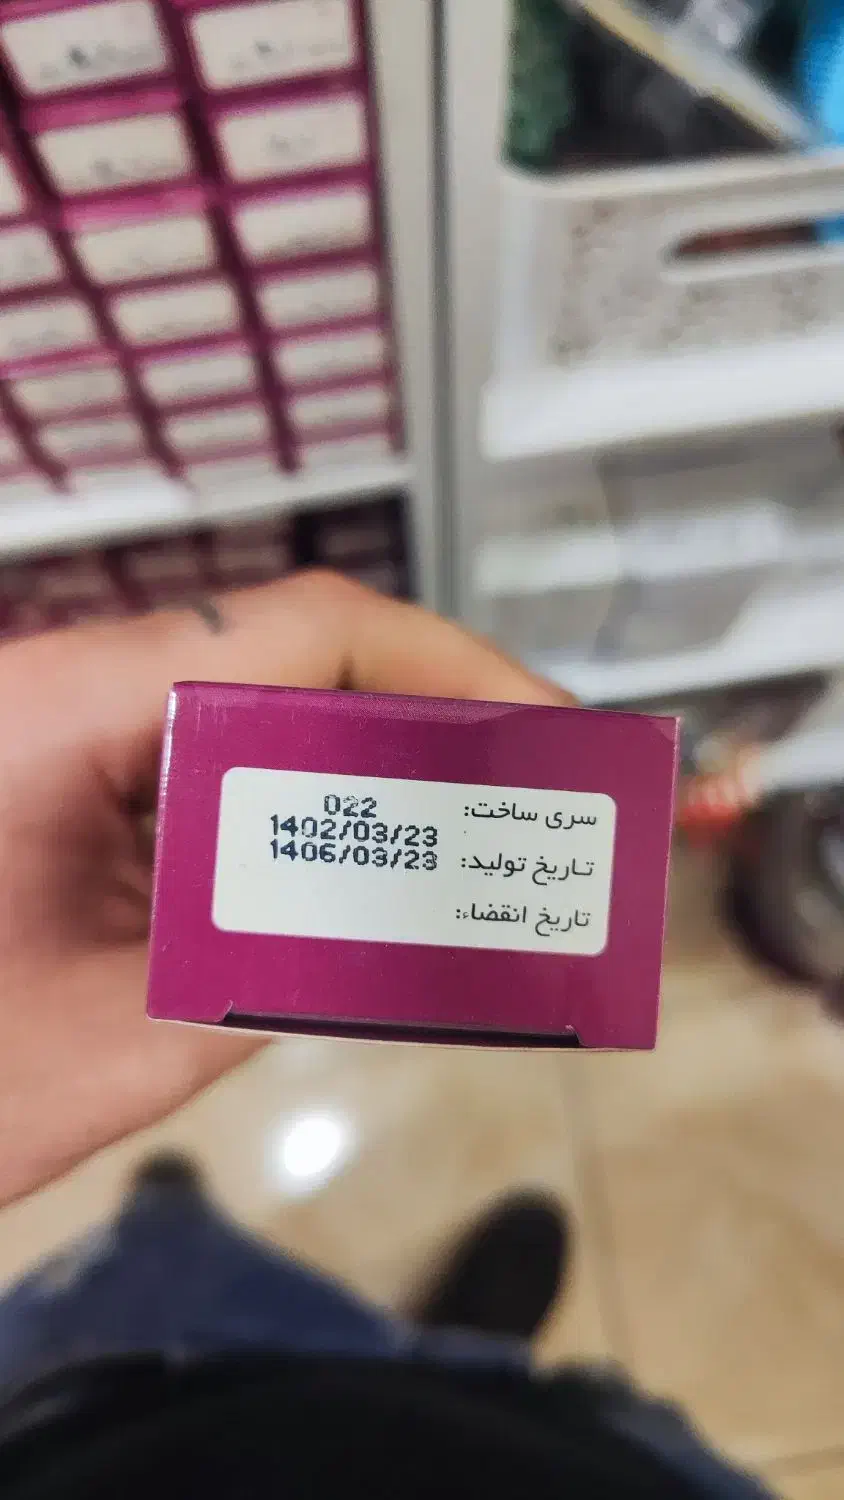 سری ساخت: 022
تاریخ تولید: 1402/03/23
تاریخ انقضاء: 1406/03/23